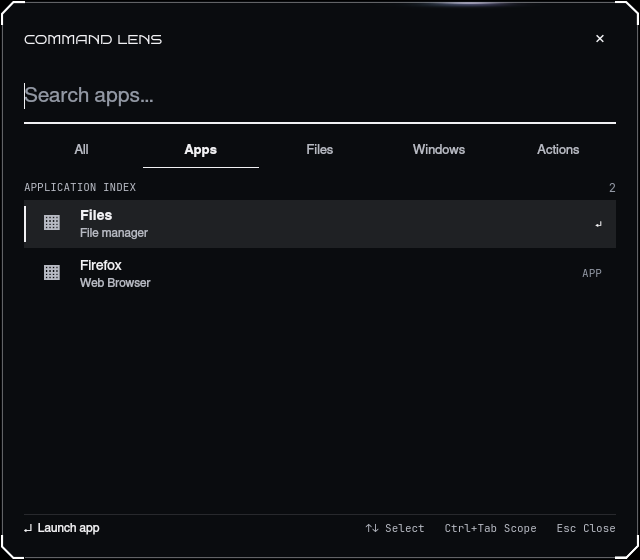 COMMAND LENS ×
Search apps...
All Apps Files Windows Actions
APPLICATION INDEX 2
Files
File manager
Firefox
Web Browser
APP
↵ Launch app ↑↓ Select Ctrl+Tab Scope Esc Close